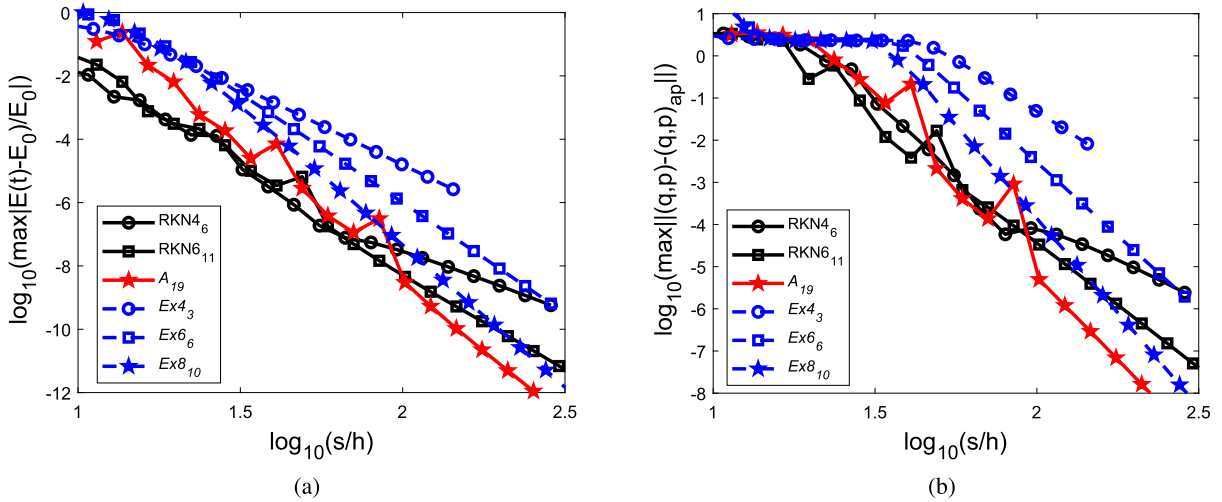 log10(max|E(t)-E0)/E0|)
0
-2
-4
-6
-8
-10
-12
RKN46
RKN611
A19
Ex43
Ex66
Ex810
1
1.5
2
2.5
log10(s/h)
(a)
log10(max||(q,p)-(q,p)ap||)
1
0
-1
-2
-3
-4
-5
-6
-7
-8
RKN46
RKN611
A19
Ex43
Ex66
Ex810
1
1.5
2
2.5
log10(s/h)
(b)